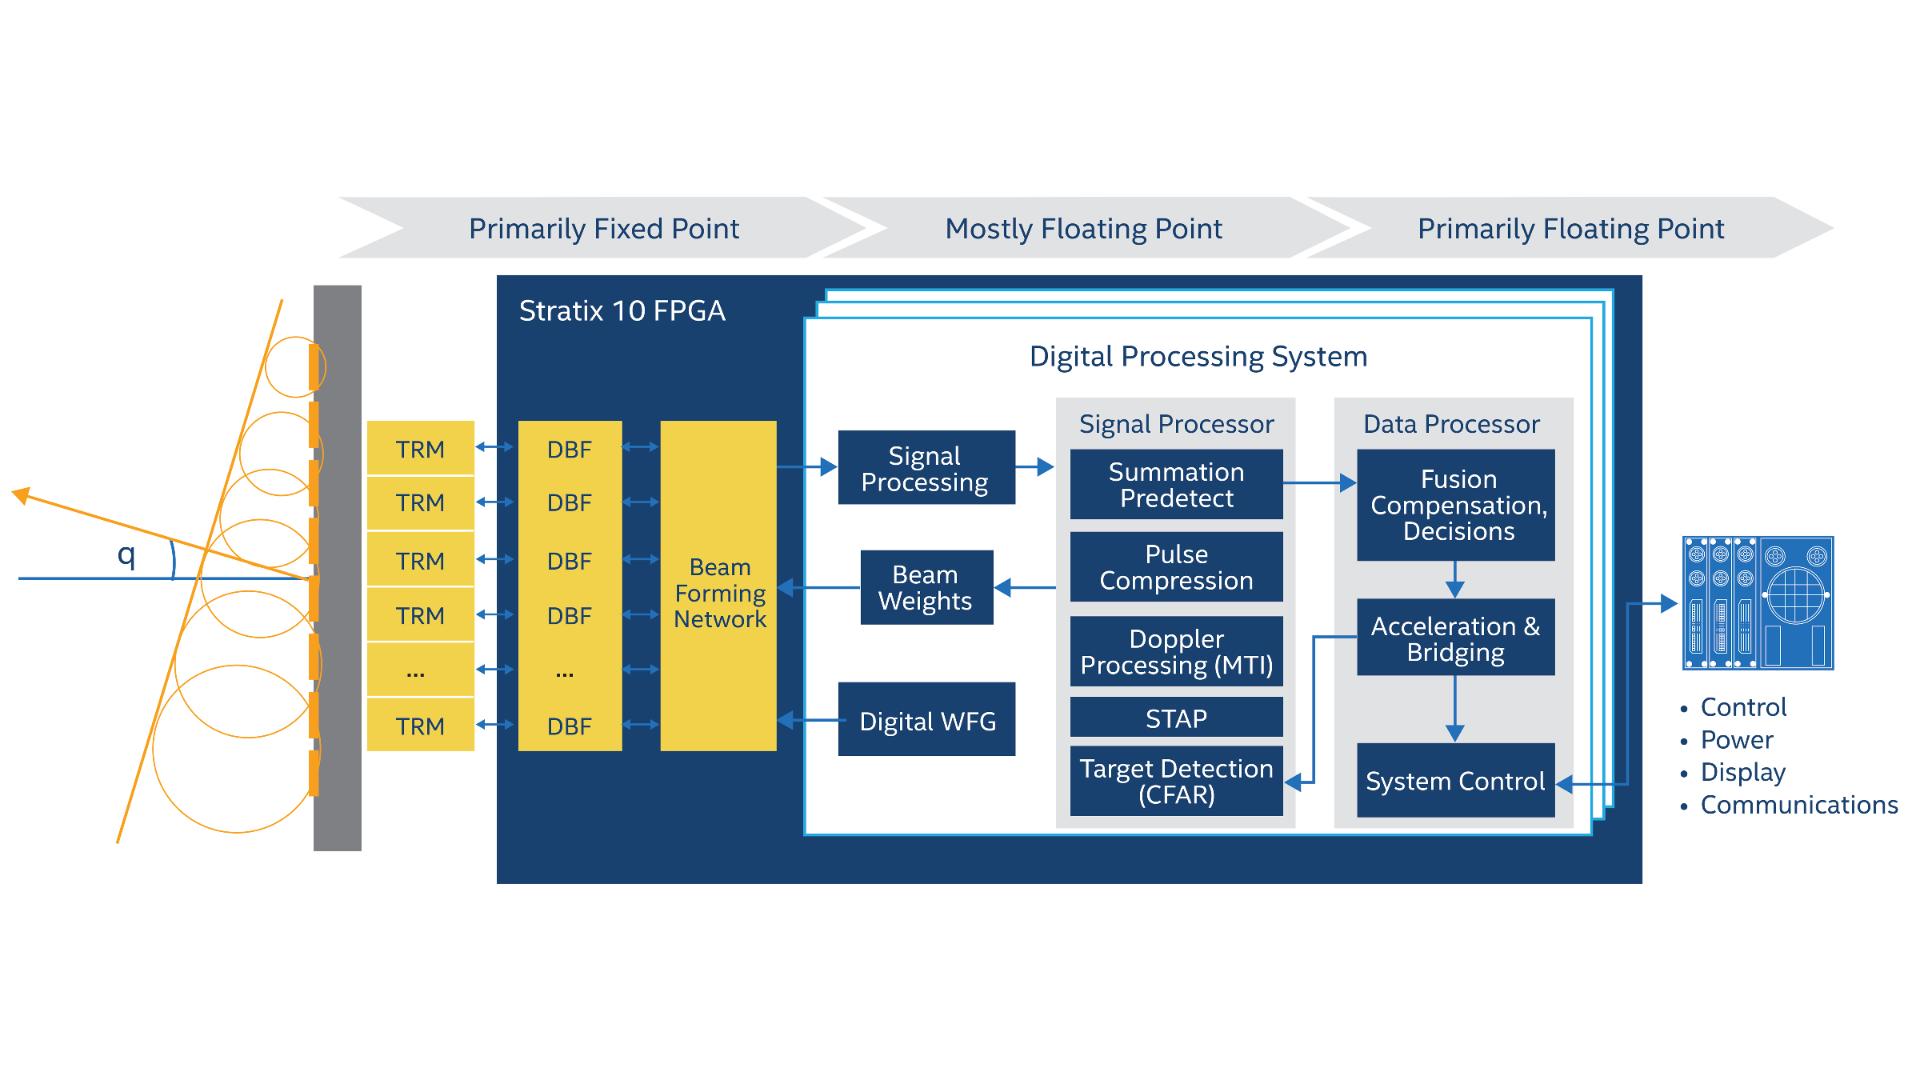 Primarily Fixed Point
Mostly Floating Point
Primarily Floating Point
Stratix 10 FPGA
Digital Processing System
q
TRM
TRM
TRM
TRM
...
TRM
DBF
DBF
DBF
DBF
...
DBF
Beam
Forming
Network
Signal
Processing
Beam
Weights
Digital WFG
Signal Processor
Summation
Predetect
Pulse
Compression
Doppler
Processing (MTI)
STAP
Target Detection
(CFAR)
Data Processor
Fusion
Compensation,
Decisions
Acceleration &
Bridging
System Control
• Control
• Power
• Display
• Communications